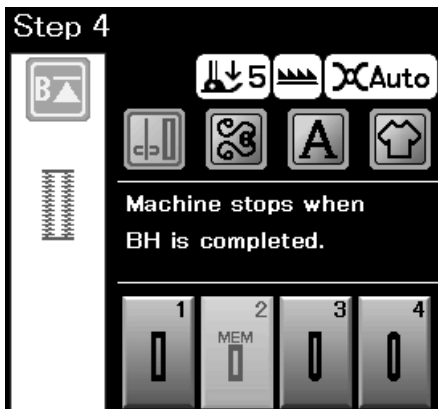 Step 4
B
5
Auto
A
Machine stops when
BH is completed.
1
2
3
4
MEM